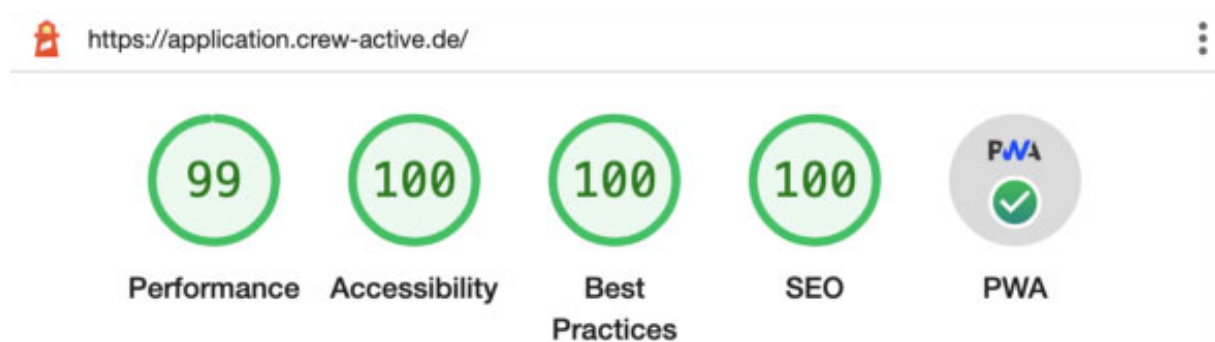 https://application.crew-active.de/
99 100 100 100 PWA
Performance Accessibility Best Practices SEO PWA